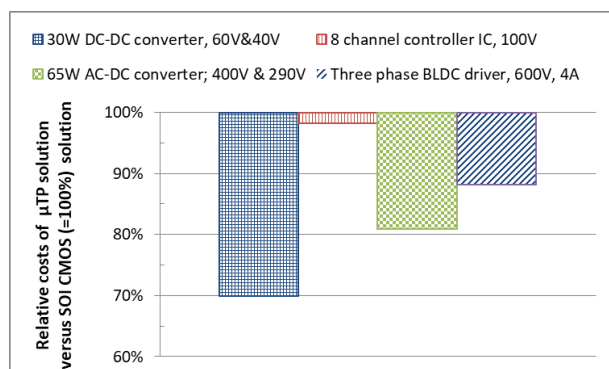 30W DC-DC converter, 60V&40V
8 channel controller IC, 100V
65W AC-DC converter; 400V & 290V
Three phase BLDC driver, 600V, 4A
Relative costs of µTP solution
versus SOI CMOS (=100%) solution
100%
90%
80%
70%
60%